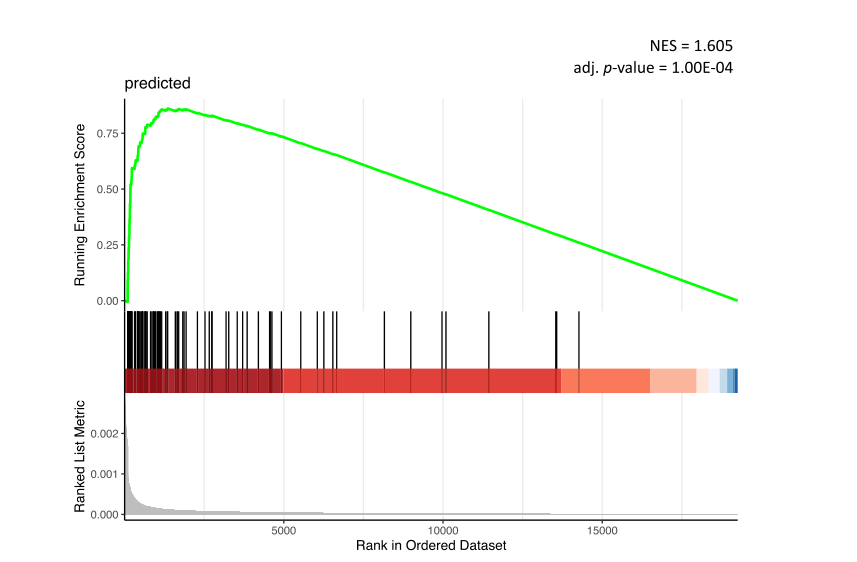 NES = 1.605
adj. p-value = 1.00E-04
predicted
Running Enrichment Score
0.75
0.50
0.25
0.00
Ranked List Metric
0.002
0.001
0.000
5000 10000 15000
Rank in Ordered Dataset